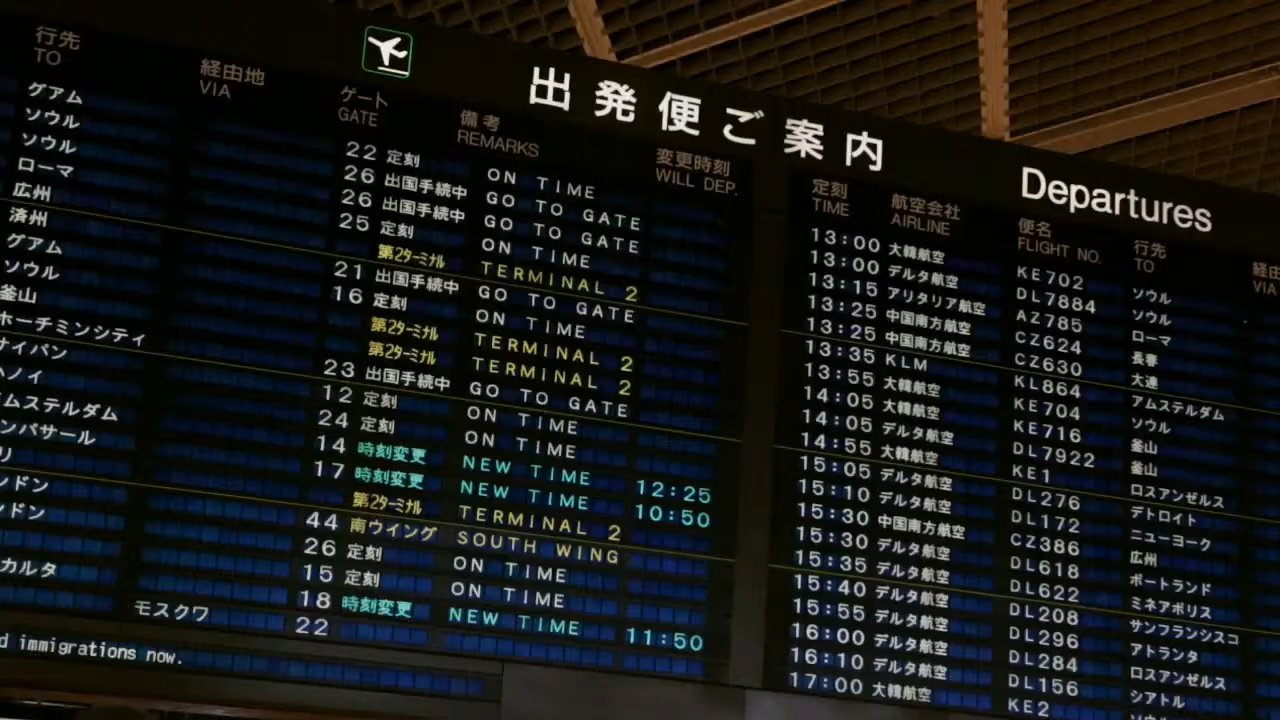 出発便ご案内 Departures
行先 経由地 ゲート 備考 変更時刻
TO VIA GATE REMARKS WILL DEP.
グアム 22 定刻 ON TIME
ソウル 26 出国手続中 GO TO GATE
ソウル 26 出国手続中 GO TO GATE
ローマ 25 定刻 ON TIME
広州 第2ターミナル TERMINAL 2
済州 21 出国手続中 GO TO GATE
グアム 16 定刻 ON TIME
ソウル 第2ターミナル TERMINAL 2
釜山 第2ターミナル TERMINAL 2
ホーチミンシティ 23 出国手続中 GO TO GATE
サイパン 12 定刻 ON TIME
ハノイ 24 定刻 ON TIME
ムステルダム 14 時刻変更 NEW TIME 12:25
ンパサール 17 時刻変更 NEW TIME 10:50
リ 第2ターミナル TERMINAL 2
ンドン 44 南ウイング SOUTH WING
ンドン 26 定刻 ON TIME
15 定刻 ON TIME
カルタ 18 時刻変更 NEW TIME 11:50
モスクワ 22
d immigrations now.
定刻 航空会社 便名 行先 経由
TIME AIRLINE FLIGHT NO. TO VIA
13:00 大韓航空 KE702 ソウル
13:00 デルタ航空 DL7884 ソウル
13:15 アリタリア航空 AZ785 ローマ
13:25 中国南方航空 CZ624 長春
13:25 中国南方航空 CZ630 大連
13:35 KLM KL864 アムステルダム
13:55 大韓航空 KE704 ソウル
14:05 大韓航空 KE716 釜山
14:05 デルタ航空 DL7922 釜山
14:55 大韓航空 KE1 ロスアンゼルス
15:05 デルタ航空 DL276 デトロイト
15:10 デルタ航空 DL172 ニューヨーク
15:30 中国南方航空 CZ386 広州
15:30 デルタ航空 DL618 ポートランド
15:35 デルタ航空 DL622 ミネアポリス
15:40 デルタ航空 DL208 サンフランシスコ
15:55 デルタ航空 DL296 アトランタ
16:00 デルタ航空 DL284 ロスアンゼルス
16:10 デルタ航空 DL156 シアトル
17:00 大韓航空 KE2 ソウル